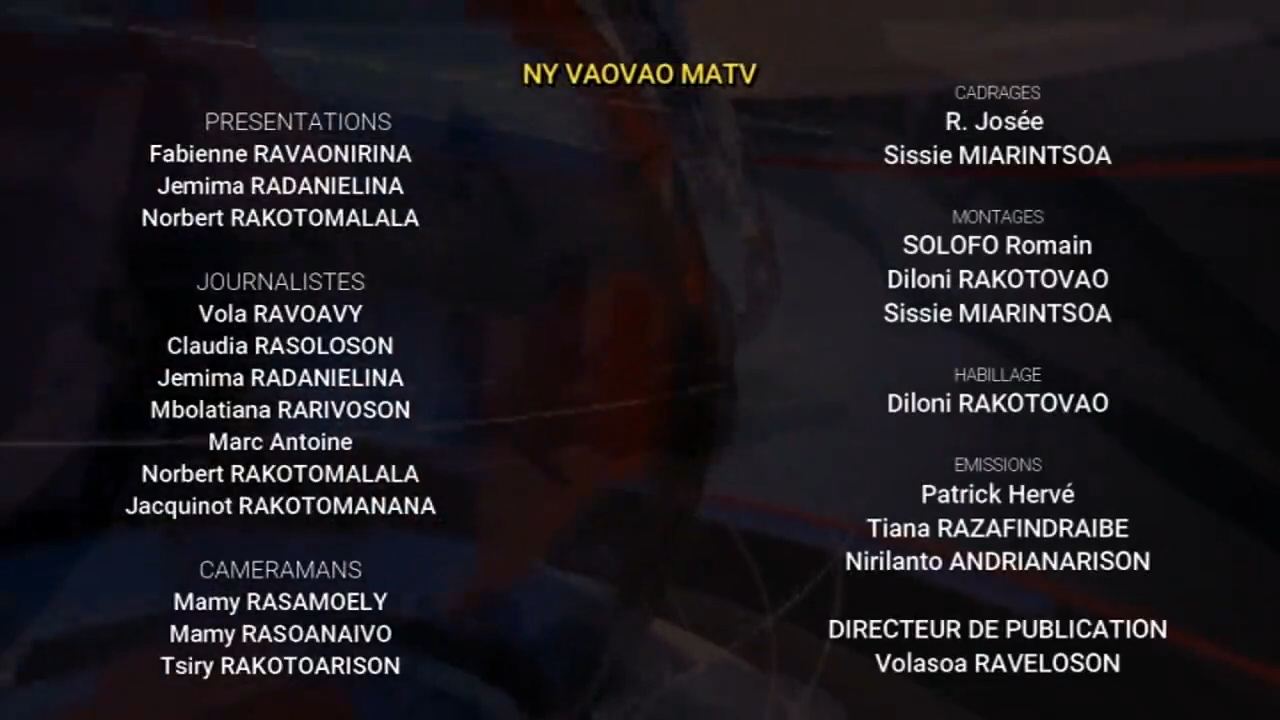 NY VAOVAO MATV
PRESENTATIONS
Fabienne RAVAONIRINA
Jemima RADANIELINA
Norbert RAKOTOMALALA
JOURNALISTES
Vola RAVOAVY
Claudia RASOLOSON
Jemima RADANIELINA
Mbolatiana RARIVOSON
Marc Antoine
Norbert RAKOTOMALALA
Jacquinot RAKOTOMANANA
CAMERAMANS
Mamy RASAMOELY
Mamy RASOANAIVO
Tsiry RAKOTOARISON
CADRAGES
R. Josée
Sissie MIARINTSOA
MONTAGES
SOLOFO Romain
Diloni RAKOTOVAO
Sissie MIARINTSOA
HABILLAGE
Diloni RAKOTOVAO
EMISSIONS
Patrick Hervé
Tiana RAZAFINDRAIBE
Nirilanto ANDRIANARISON
DIRECTEUR DE PUBLICATION
Volasoa RAVELOSON